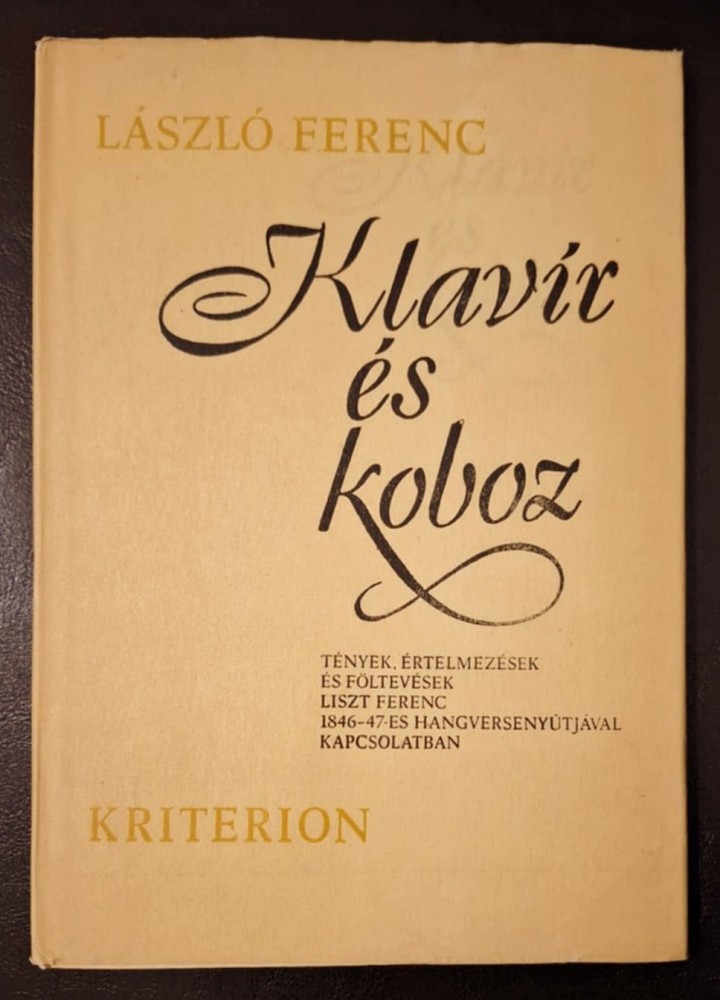 LÁSZLÓ FERENC
Klavír
és
koboz
TÉNYEK, ÉRTELMEZÉSEK
ÉS FÖLTEVÉSEK
LISZT FERENC
1846-47-ES HANGVERSENYÚTJÁVAL
KAPCSOLATBAN
KRITERION